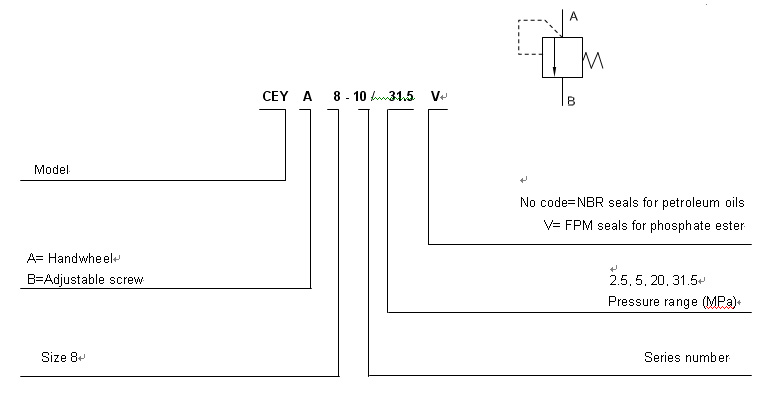 A
B
CEY A 8 - 10 / 31.5 V
Model
No code=NBR seals for petroleum oils
V= FPM seals for phosphate ester
A= Handwheel
B=Adjustable screw
2.5, 5, 20, 31.5
Pressure range (MPa)
Size 8
Series number